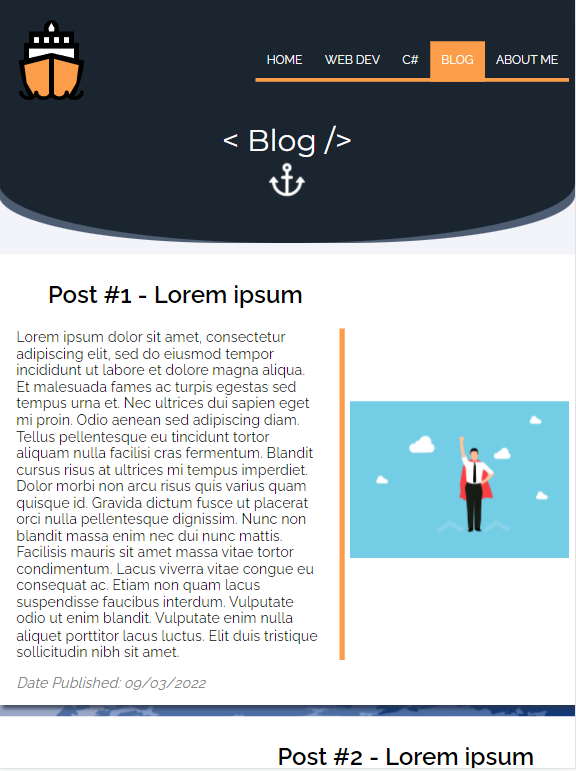 HOME WEB DEV C# BLOG ABOUT ME
< Blog />
Post #1 - Lorem ipsum
Lorem ipsum dolor sit amet, consectetur
adipiscing elit, sed do eiusmod tempor
incididunt ut labore et dolore magna aliqua.
Et malesuada fames ac turpis egestas sed
tempus urna et. Nec ultrices dui sapien eget
mi proin. Odio aenean sed adipiscing diam.
Tellus pellentesque eu tincidunt tortor
aliquam nulla facilisi cras fermentum. Blandit
cursus risus at ultrices mi tempus imperdiet.
Dolor morbi non arcu risus quis varius quam
quisque id. Gravida dictum fusce ut placerat
orci nulla pellentesque dignissim. Nunc non
blandit massa enim nec dui nunc mattis.
Facilisis mauris sit amet massa vitae tortor
condimentum. Lacus viverra vitae congue eu
consequat ac. Etiam non quam lacus
suspendisse faucibus interdum. Vulputate
odio ut enim blandit. Vulputate enim nulla
aliquet porttitor lacus luctus. Elit duis tristique
sollicitudin nibh sit amet.
Date Published: 09/03/2022
Post #2 - Lorem ipsum